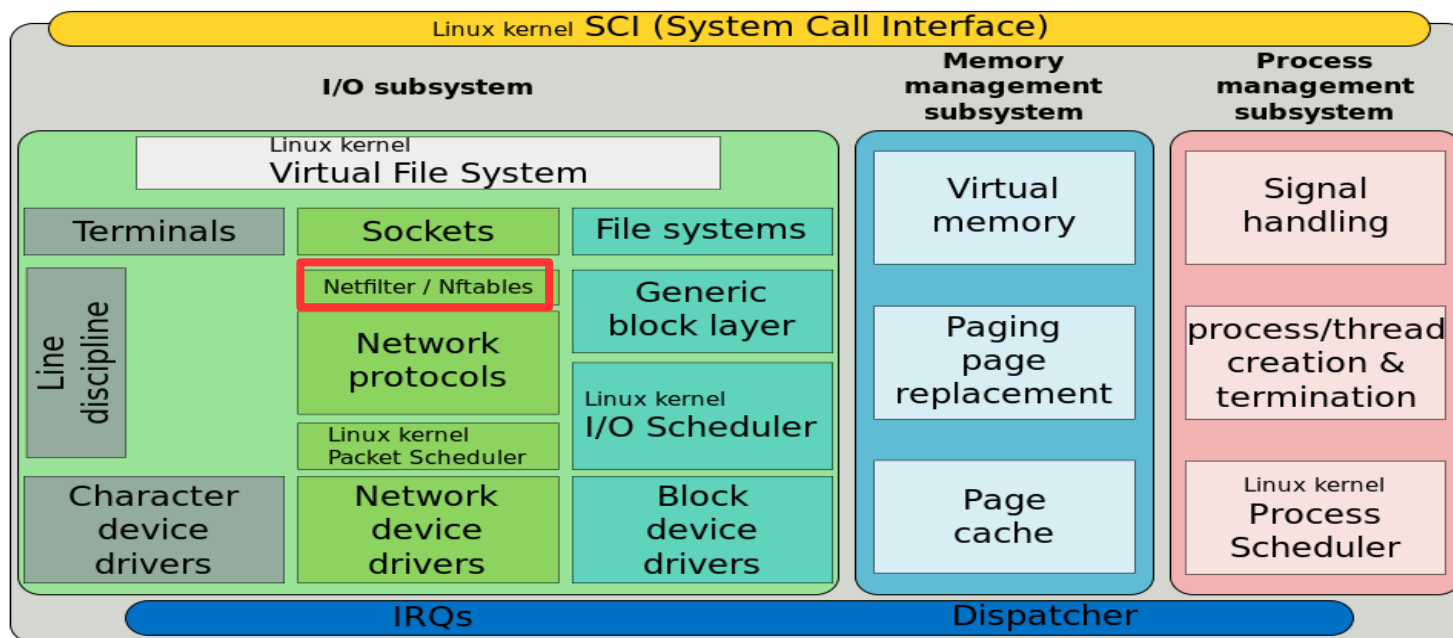 Linux kernel SCI (System Call Interface)
I/O subsystem
Memory
management
subsystem
Process
management
subsystem
Linux kernel
Virtual File System
Terminals
Sockets
File systems
Line
discipline
Netfilter / Nftables
Network
protocols
Linux kernel
Packet Scheduler
Generic
block layer
Linux kernel
I/O Scheduler
Character
device
drivers
Network
device
drivers
Block
device
drivers
Virtual
memory
Paging
page
replacement
Page
cache
Signal
handling
process/thread
creation &
termination
Linux kernel
Process
Scheduler
IRQs
Dispatcher